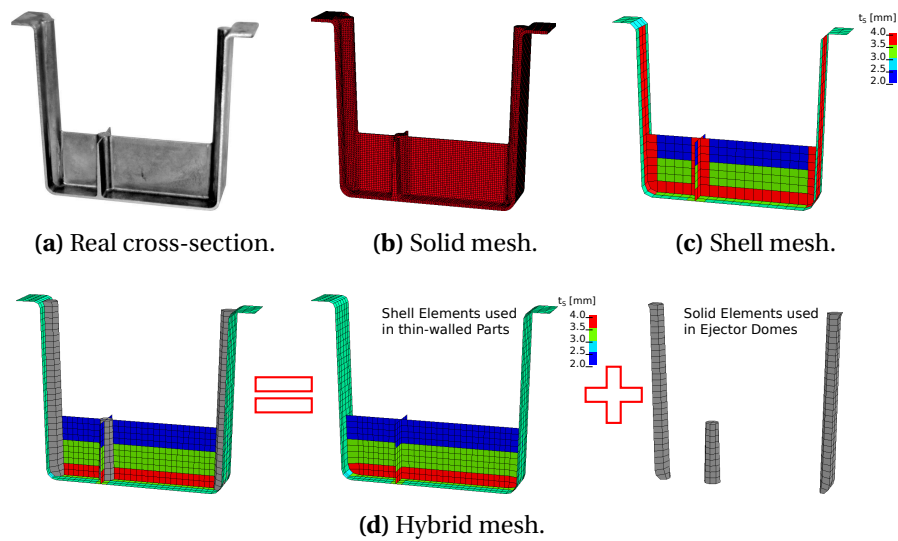 t_s [mm]
4.0
3.5
3.0
2.5
2.0
(a) Real cross-section.
(b) Solid mesh.
(c) Shell mesh.
Shell Elements used
in thin-walled Parts
t_s [mm]
4.0
3.5
3.0
2.5
2.0
Solid Elements used
in Ejector Domes
(d) Hybrid mesh.